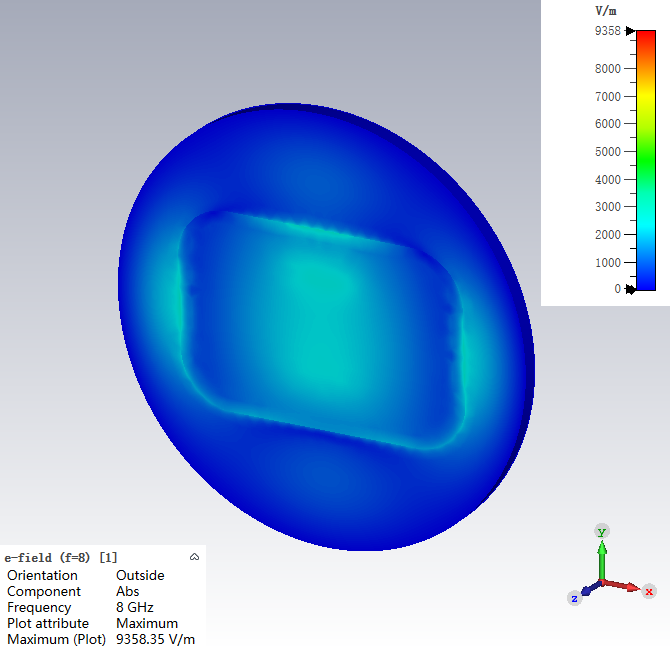 V/m
9358
8000
7000
6000
5000
4000
3000
2000
1000
0
e-field (f=8) [1]
Orientation Outside
Component Abs
Frequency 8 GHz
Plot attribute Maximum
Maximum (Plot) 9358.35 V/m
y
z x